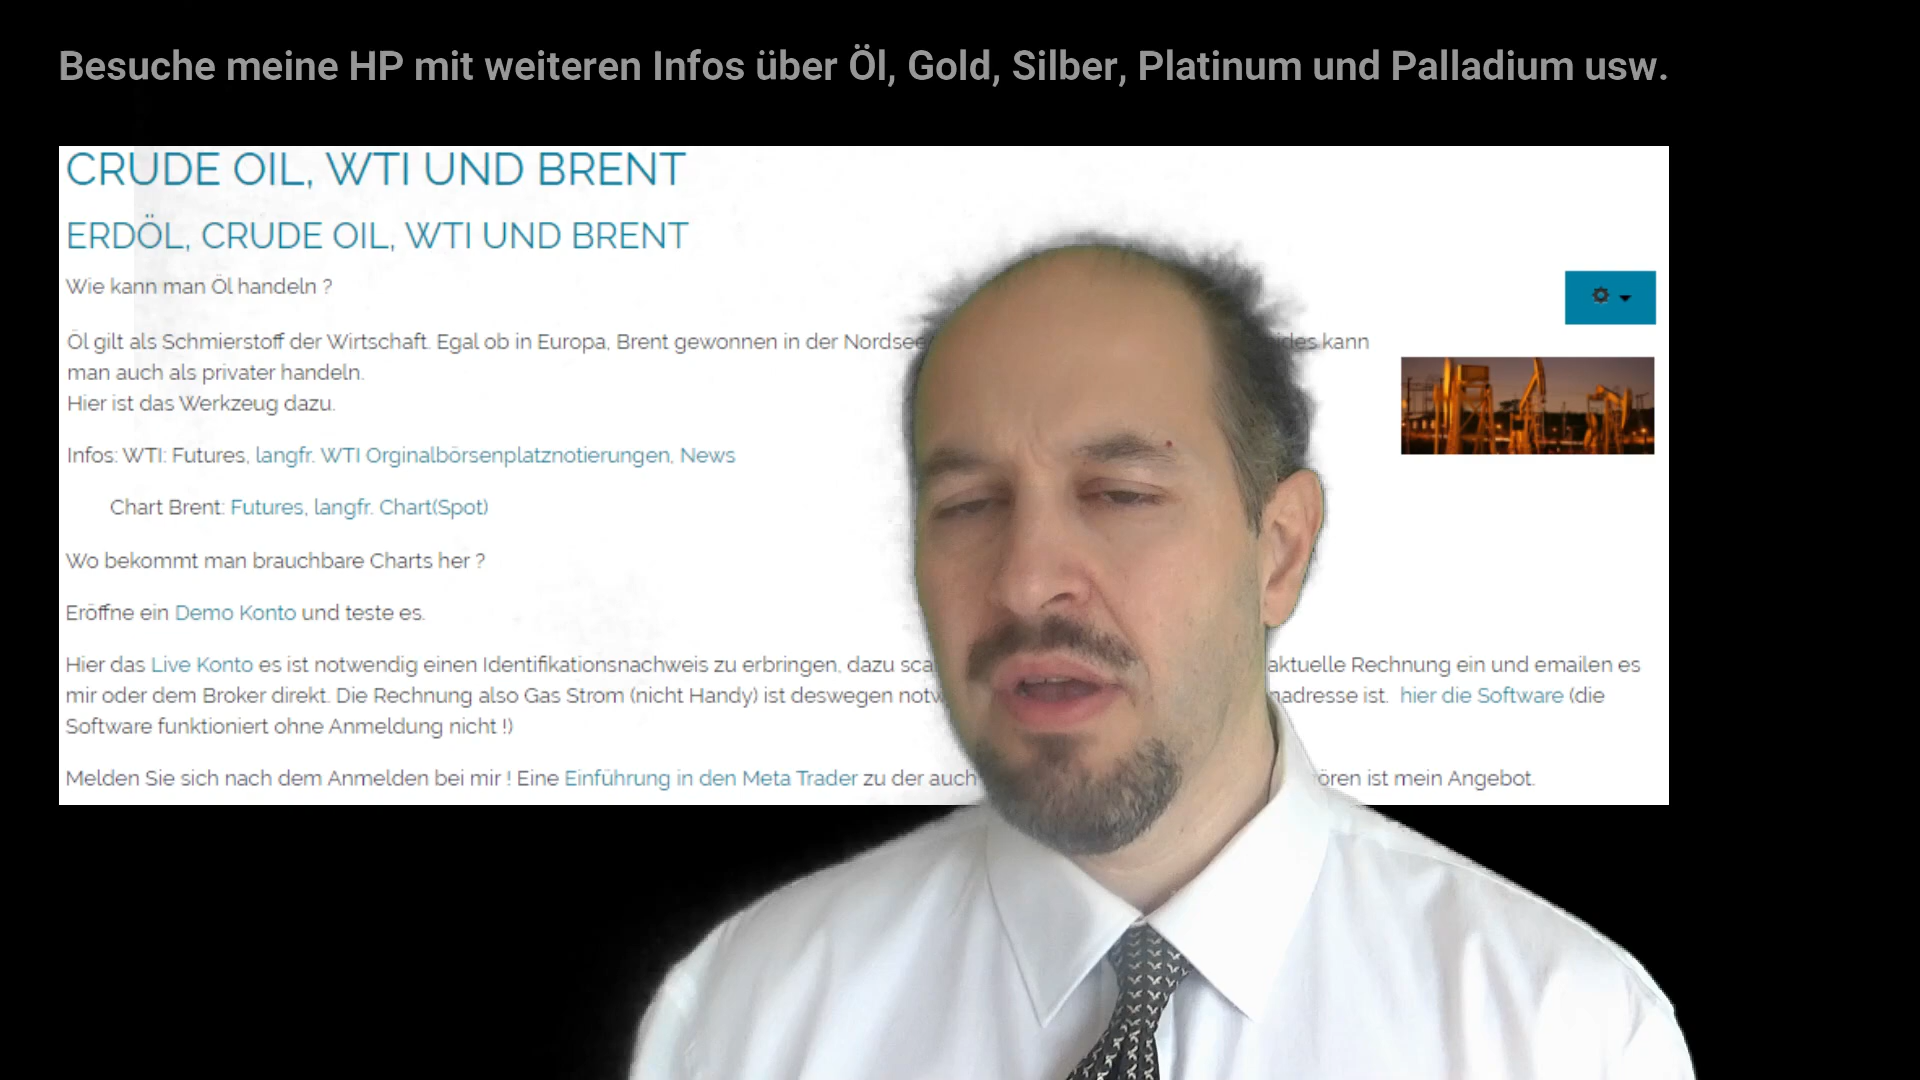 Besuche meine HP mit weiteren Infos über Öl, Gold, Silber, Platinum und Palladium usw.
CRUDE OIL, WTI UND BRENT
ERDÖL, CRUDE OIL, WTI UND BRENT
Wie kann man Öl handeln ?
Öl gilt als Schmierstoff der Wirtschaft. Egal ob in Europa, Brent gewonnen in der Nordsee kann
man auch als privater handeln.
Hier ist das Werkzeug dazu.
Infos: WTI: Futures, langfr. WTI Orginalbörsenplatznotierungen, News
Chart Brent: Futures, langfr. Chart(Spot)
Wo bekommt man brauchbare Charts her ?
Eröffne ein Demo Konto und teste es.
Hier das Live Konto es ist notwendig einen Identifikationsnachweis zu erbringen, dazu aktuelle Rechnung ein und emailen es
mir oder dem Broker direkt. Die Rechnung also Gas Strom (nicht Handy) ist deswegen ist. hier die Software (die
Software funktioniert ohne Anmeldung nicht !)
Melden Sie sich nach dem Anmelden bei mir ! Eine Einführung in den Meta Trader zu der auch ist mein Angebot.